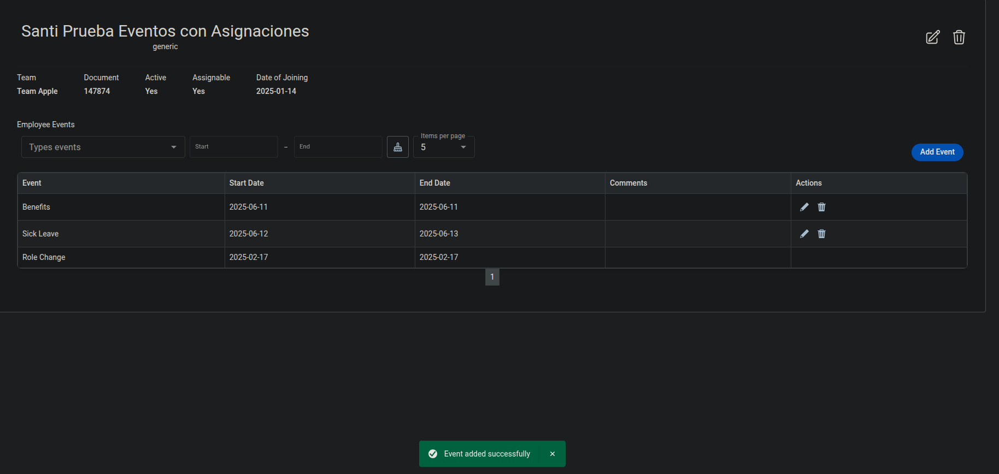 Santi Prueba Eventos con Asignaciones
generic
Team Document Active Assignable Date of Joining
Team Apple 147874 Yes Yes 2025-01-14
Employee Events
Items per page
Types events Start – End 5
Add Event
Event Start Date End Date Comments Actions
Benefits 2025-06-11 2025-06-11
Sick Leave 2025-06-12 2025-06-13
Role Change 2025-02-17 2025-02-17
1
Event added successfully